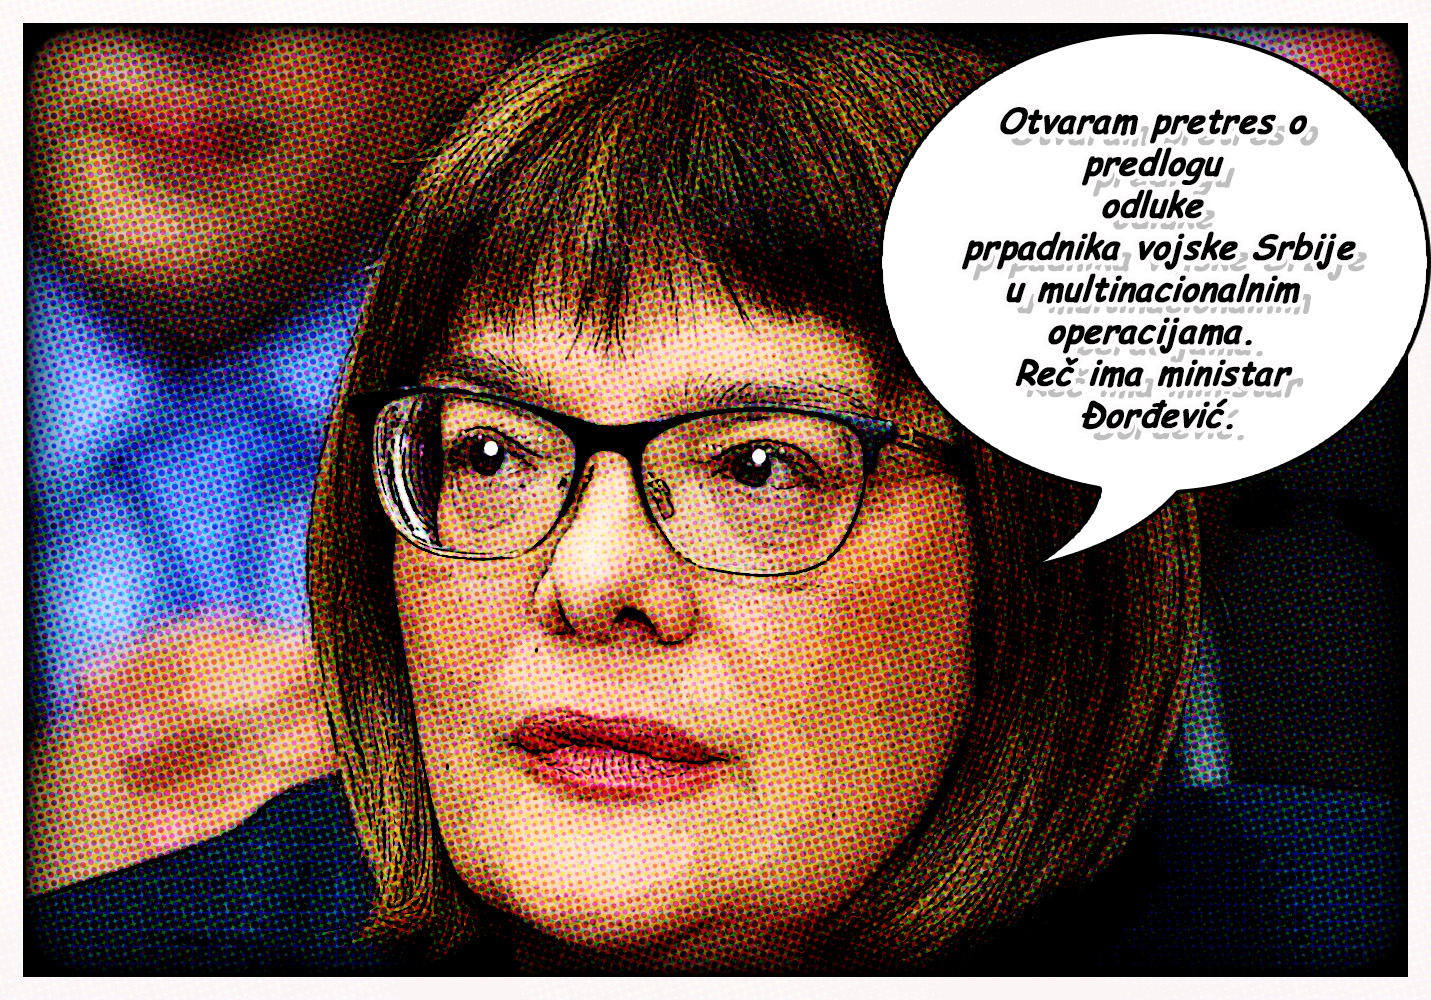 Otvaram pretres o
predlogu
odluke
prpadnika vojske Srbije
u multinacionalnim
operacijama.
Reč ima ministar
Đorđević.